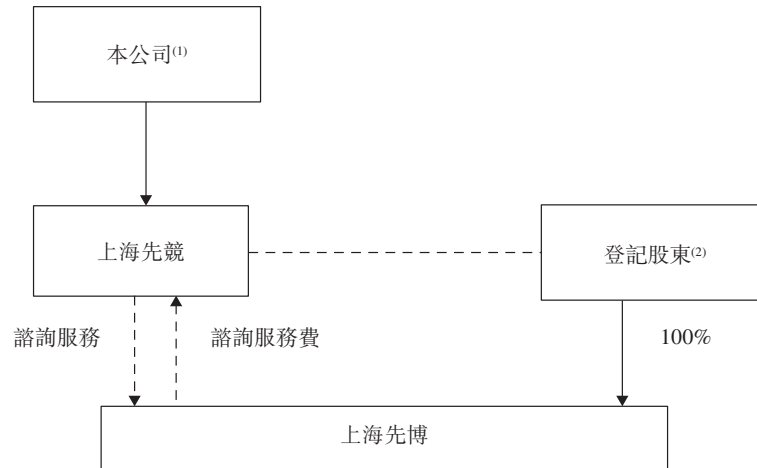 本公司(1)
上海先競
登記股東(2)
諮詢服務
諮詢服務費
100%
上海先博